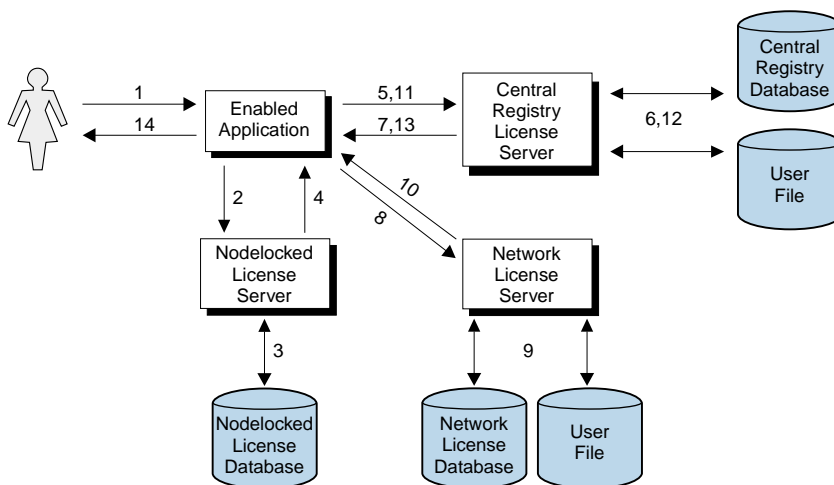 1
14
Enabled
Application
5,11
7,13
Central
Registry
License
Server
6,12
Central
Registry
Database
User
File
2
4
10
8
Nodelocked
License
Server
Network
License
Server
3
9
Nodelocked
License
Database
Network
License
Database
User
File